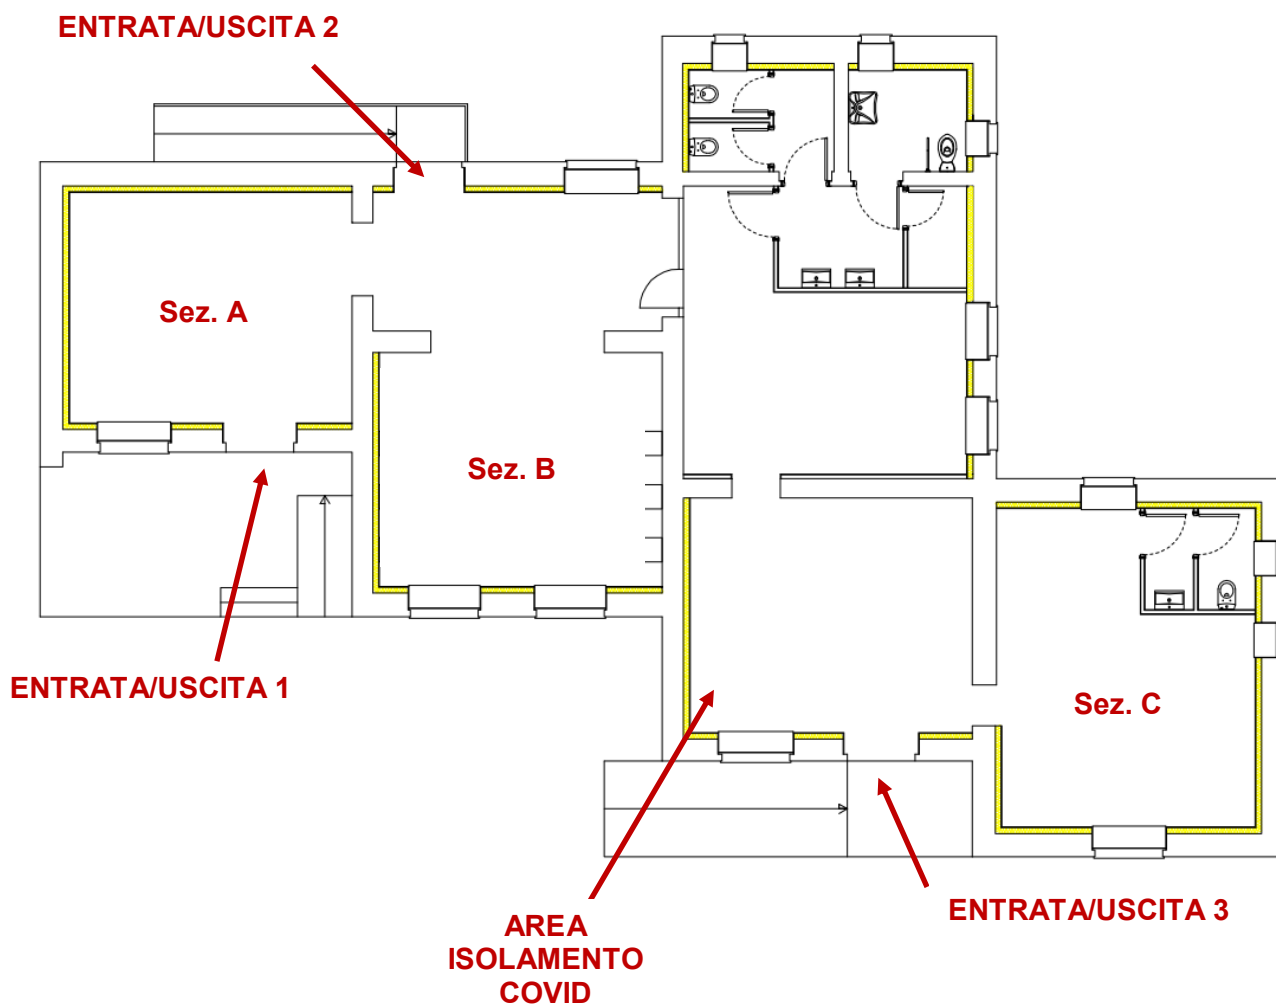 ENTRATA/USCITA 2
Sez. A
Sez. B
ENTRATA/USCITA 1
Sez. C
ENTRATA/USCITA 3
AREA
ISOLAMENTO
COVID